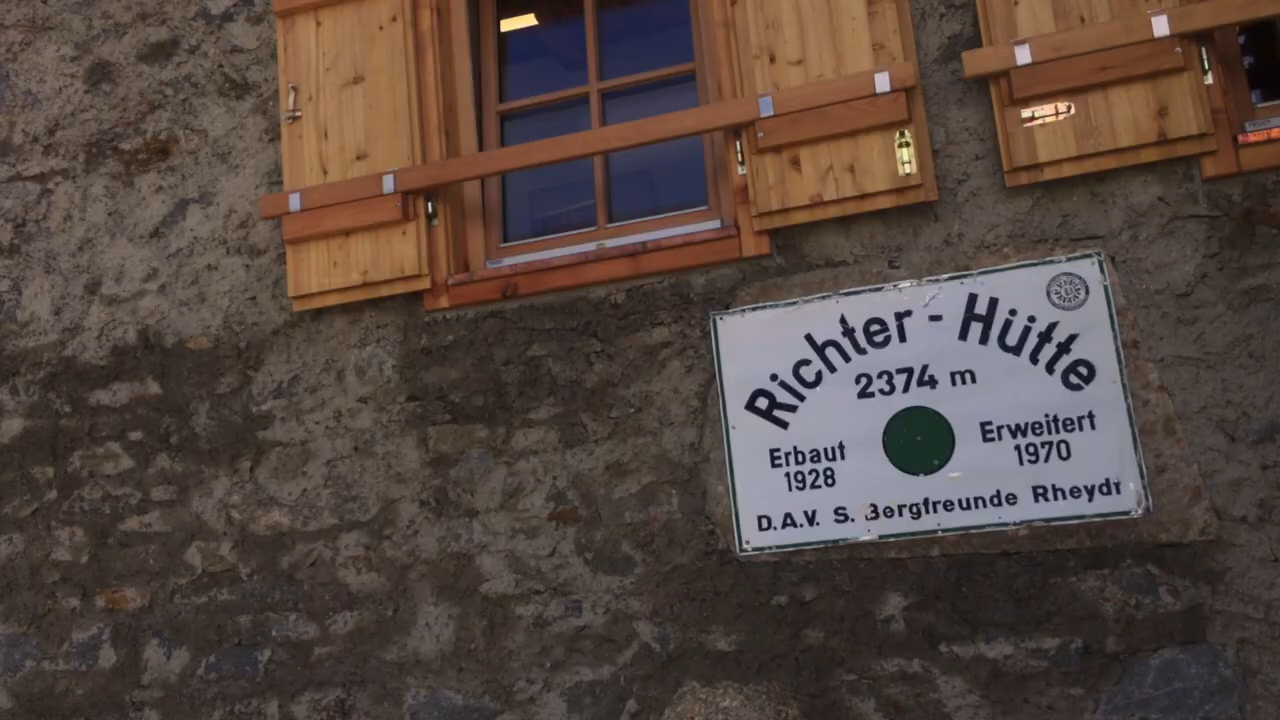 Richter - Hütte
2374 m
Erbaut
1928
Erweitert
1970
D.A.V. S. Bergfreunde Rheydt